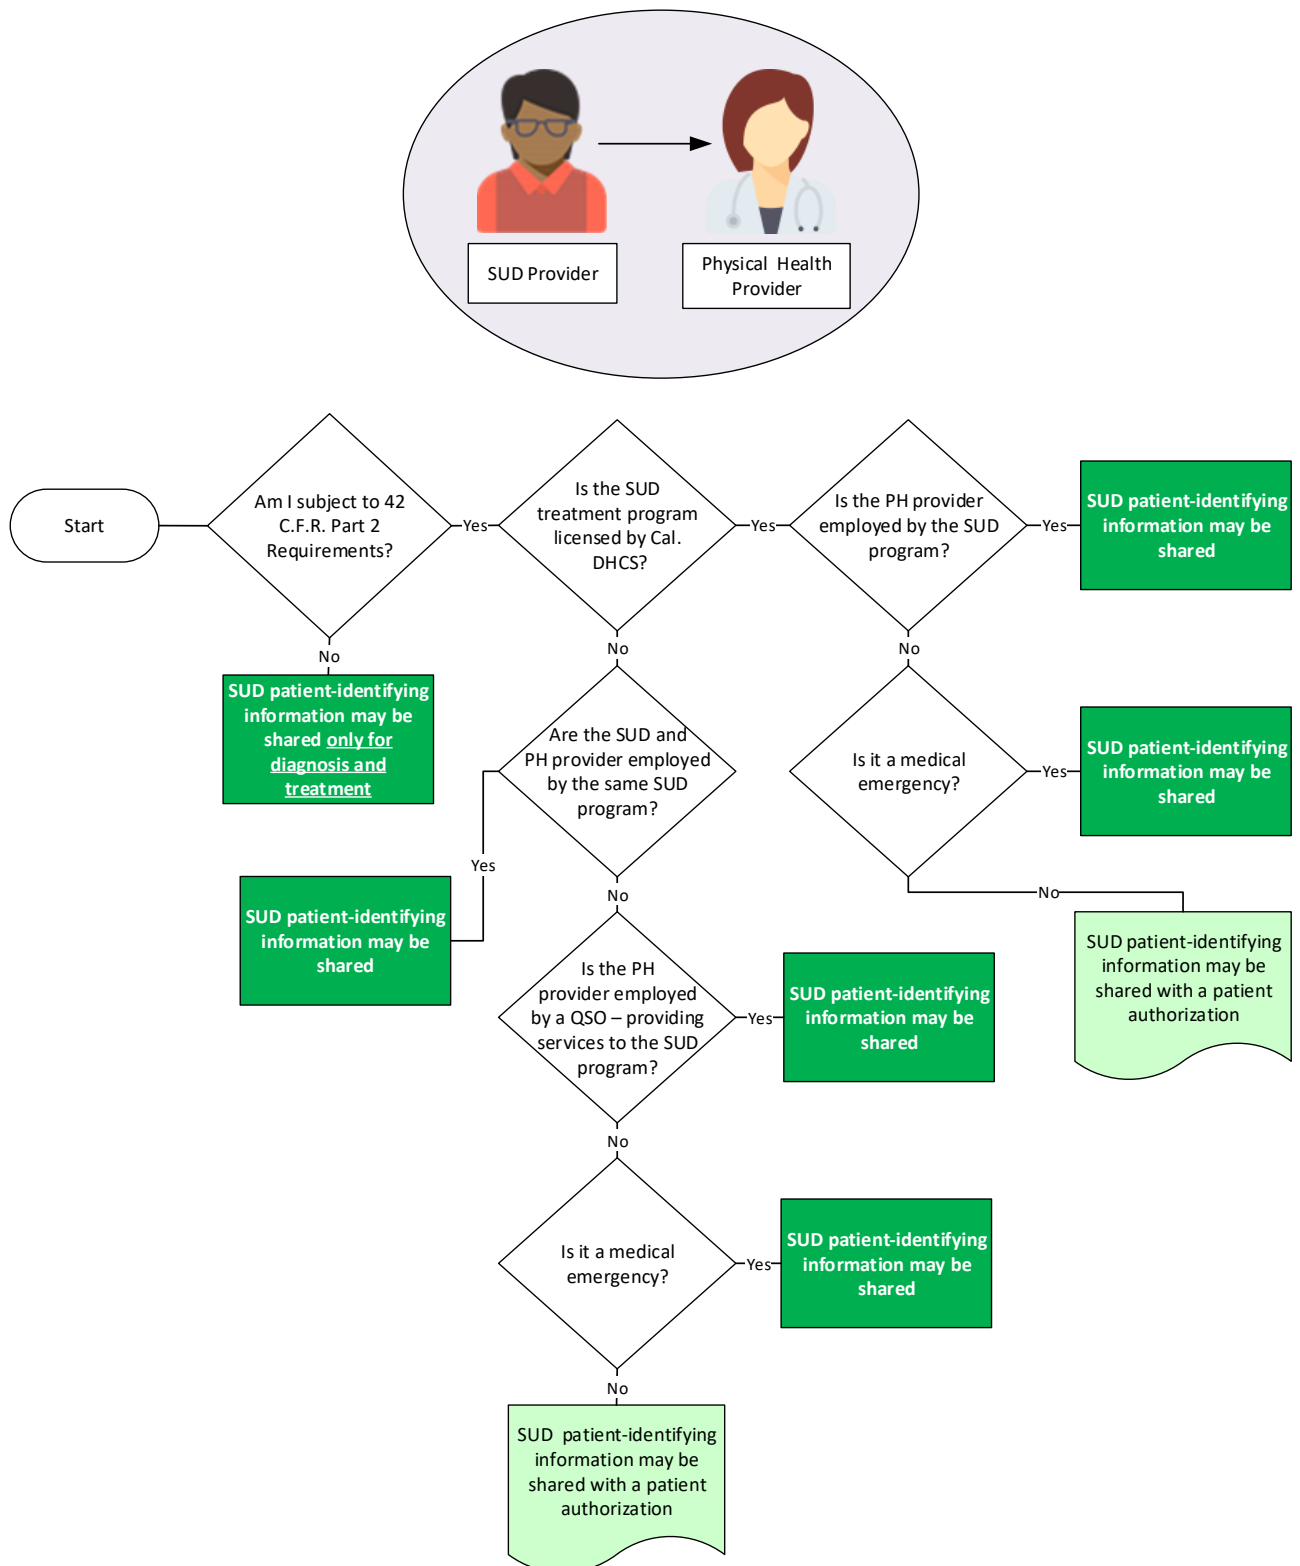 SUD Provider
Physical Health
Provider
Start
Am I subject to 42
C.F.R. Part 2
Requirements?
Yes
Is the SUD
treatment program
licensed by Cal.
DHCS?
Yes
Is the PH provider
employed by the SUD
program?
Yes
SUD patient-identifying
information may be
shared
No
SUD patient-identifying
information may be
shared only for
diagnosis and
treatment
No
Are the SUD and
PH provider employed
by the same SUD
program?
Yes
SUD patient-identifying
information may be
shared
No
Is it a medical
emergency?
Yes
SUD patient-identifying
information may be
shared
No
SUD patient-identifying
information may be
shared with a patient
authorization
No
Is the PH
provider employed
by a QSO – providing
services to the SUD
program?
Yes
SUD patient-identifying
information may be
shared
No
Is it a medical
emergency?
Yes
SUD patient-identifying
information may be
shared
No
SUD patient-identifying
information may be
shared with a patient
authorization